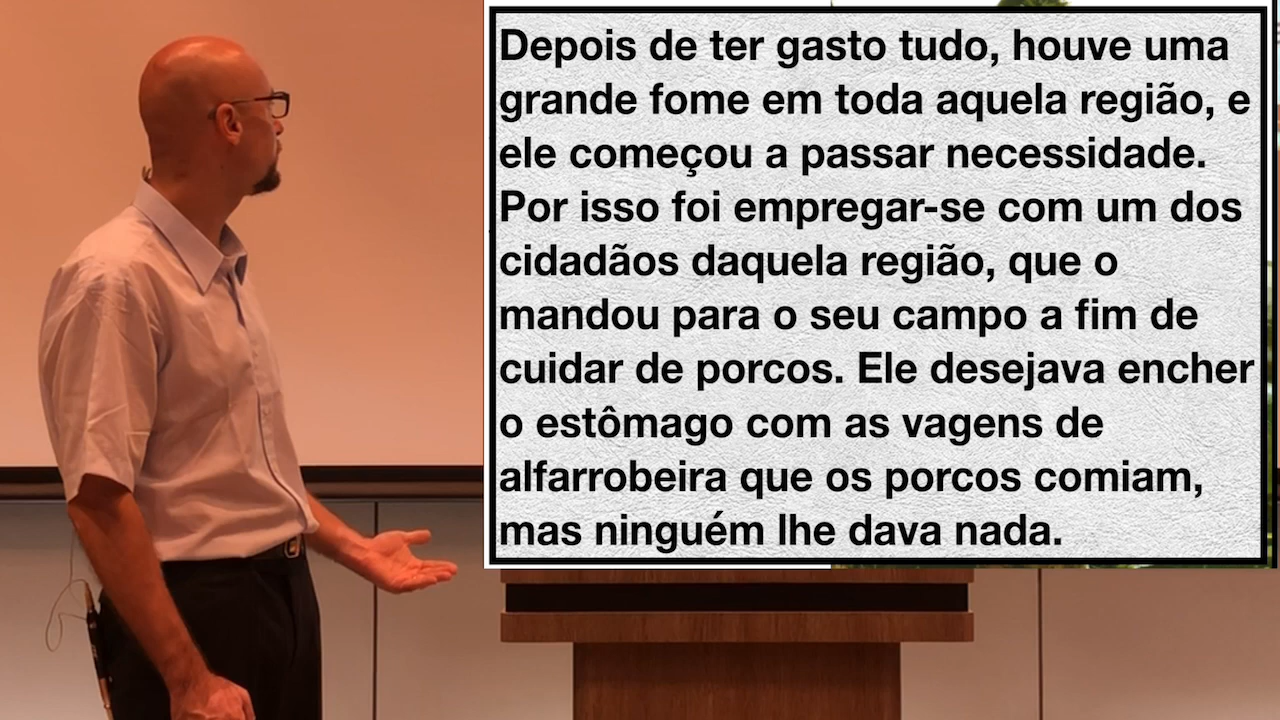 Depois de ter gasto tudo, houve uma
grande fome em toda aquela região, e
ele começou a passar necessidade.
Por isso foi empregar-se com um dos
cidadãos daquela região, que o
mandou para o seu campo a fim de
cuidar de porcos. Ele desejava encher
o estômago com as vagens de
alfarrobeira que os porcos comiam,
mas ninguém lhe dava nada.